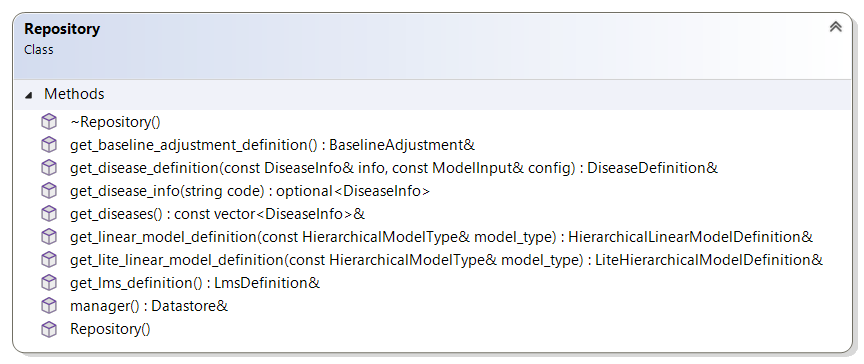 Repository
Class
Methods
~Repository()
get_baseline_adjustment_definition() : BaselineAdjustment&
get_disease_definition(const DiseaseInfo& info, const ModelInput& config) : DiseaseDefinition&
get_disease_info(string code) : optional<DiseaseInfo>
get_diseases() : const vector<DiseaseInfo>&
get_linear_model_definition(const HierarchicalModelType& model_type) : HierarchicalLinearModelDefinition&
get_lite_linear_model_definition(const HierarchicalModelType& model_type) : LiteHierarchicalModelDefinition&
get_lms_definition() : LmsDefinition&
manager() : Datastore&
Repository()